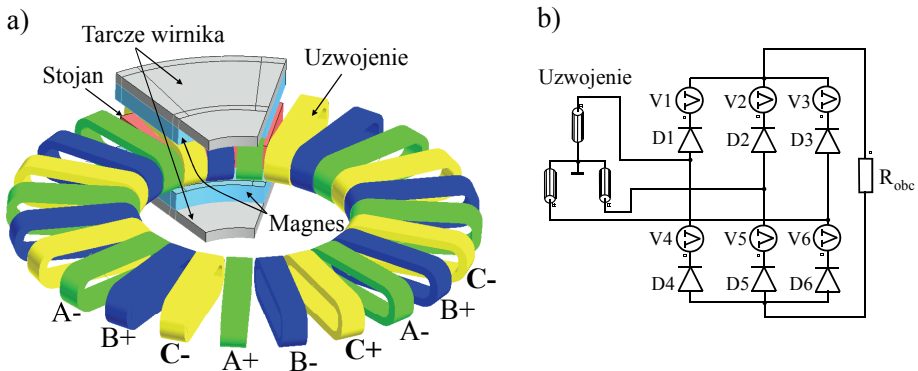 a)
Tarcze wirnika
Stojan
Uzwojenie
Magnes
A-
B+
C-
A+
B-
C+
A-
B+
C-
b)
Uzwojenie
V1
V2
V3
D1
D2
D3
R_obc
V4
V5
V6
D4
D5
D6